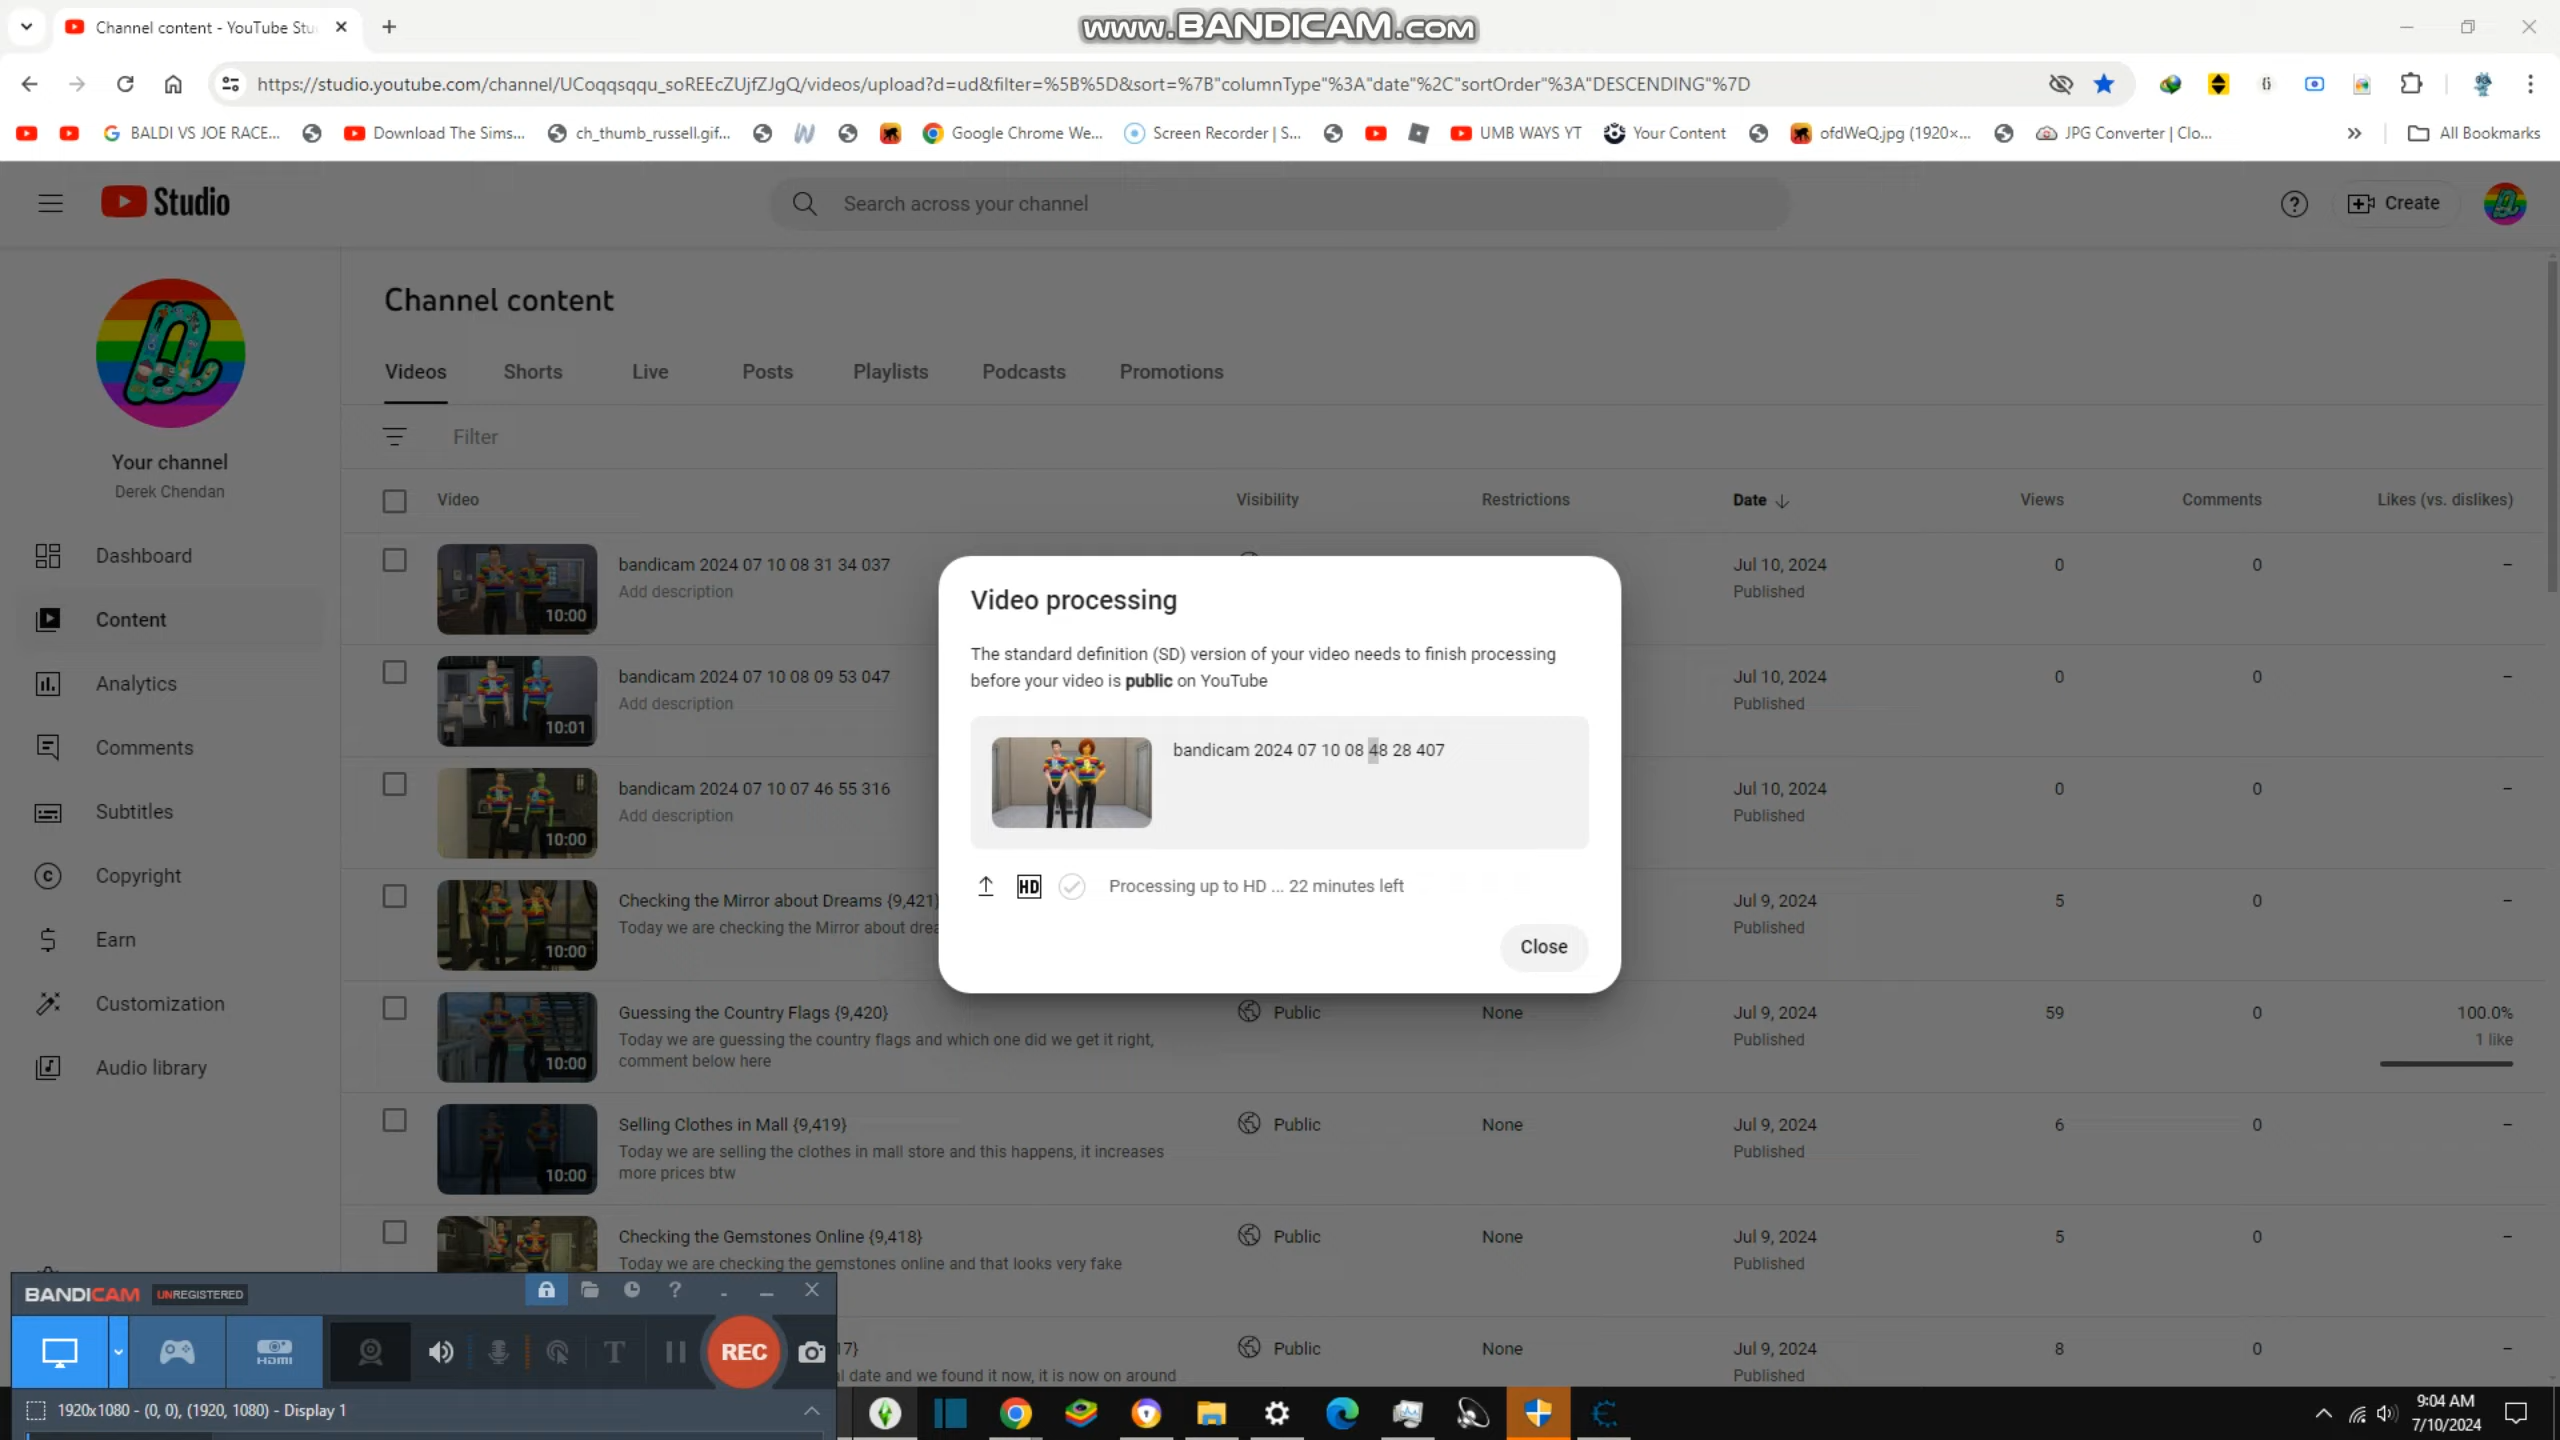 Channel content - YouTube Stu
www.BANDICAM.com
https://studio.youtube.com/channel/UCoqqsqqu_soREEcZUjfZJgQ/videos/upload?d=ud&filter=%5B%5D&sort=%7B"columnType"%3A"date"%2C"sortOrder"%3A"DESCENDING"%7D
BALDI VS JOE RACE...
Download The Sims...
ch_thumb_russell.gif...
Google Chrome We...
Screen Recorder | S...
UMB WAYS YT
Your Content
ofdWeQ.jpg (1920×...
JPG Converter | Clo...
All Bookmarks
Studio
Search across your channel
Create
Your channel
Derek Chendan
Dashboard
Content
Analytics
Comments
Subtitles
Copyright
Earn
Customization
Audio library
Channel content
Videos Shorts Live Posts Playlists Podcasts Promotions
Filter
Video Visibility Restrictions Date Views Comments Likes (vs. dislikes)
10:00
bandicam 2024 07 10 08 31 34 037
Add description
Jul 10, 2024
Published
0 0 –
10:01
bandicam 2024 07 10 08 09 53 047
Add description
Jul 10, 2024
Published
0 0 –
10:00
bandicam 2024 07 10 07 46 55 316
Add description
Jul 10, 2024
Published
0 0 –
10:00
Checking the Mirror about Dreams {9,421}
Today we are checking the Mirror about drea
Jul 9, 2024
Published
5 0 –
10:00
Guessing the Country Flags {9,420}
Today we are guessing the country flags and which one did we get it right,
comment below here
Public None Jul 9, 2024
Published
59 0 100.0%
1 like
10:00
Selling Clothes in Mall {9,419}
Today we are selling the clothes in mall store and this happens, it increases
more prices btw
Public None Jul 9, 2024
Published
6 0 –
Checking the Gemstones Online {9,418}
Today we are checking the gemstones online and that looks very fake
Public None Jul 9, 2024
Published
5 0 –
17}
l date and we found it now, it is now on around
Public None Jul 9, 2024
Published
8 0 –
Video processing
The standard definition (SD) version of your video needs to finish processing
before your video is public on YouTube
bandicam 2024 07 10 08 48 28 407
HD
Processing up to HD ... 22 minutes left
Close
BANDICAM UNREGISTERED
HDMI
REC
1920x1080 - (0, 0), (1920, 1080) - Display 1
9:04 AM
7/10/2024